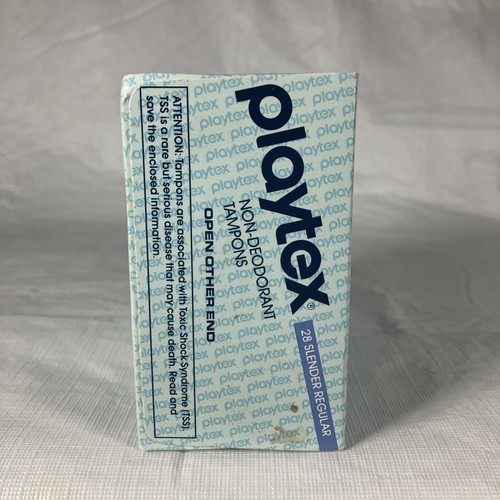 playtex®
28 SLENDER REGULAR
NON-DEODORANT
TAMPONS
OPEN OTHER END
ATTENTION: Tampons are associated with Toxic Shock Syndrome (TSS).
TSS is a rare but serious disease that may cause death. Read and
save the enclosed information.